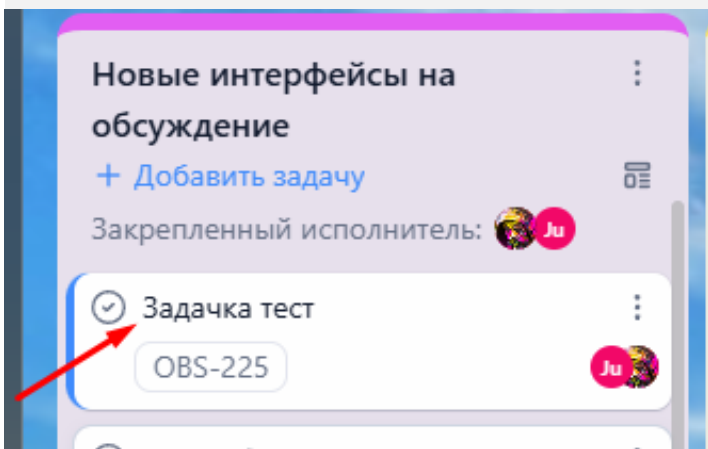 Новые интерфейсы на
обсуждение
+ Добавить задачу
Закрепленный исполнитель: Ju
Задачка тест
OBS-225
Ju